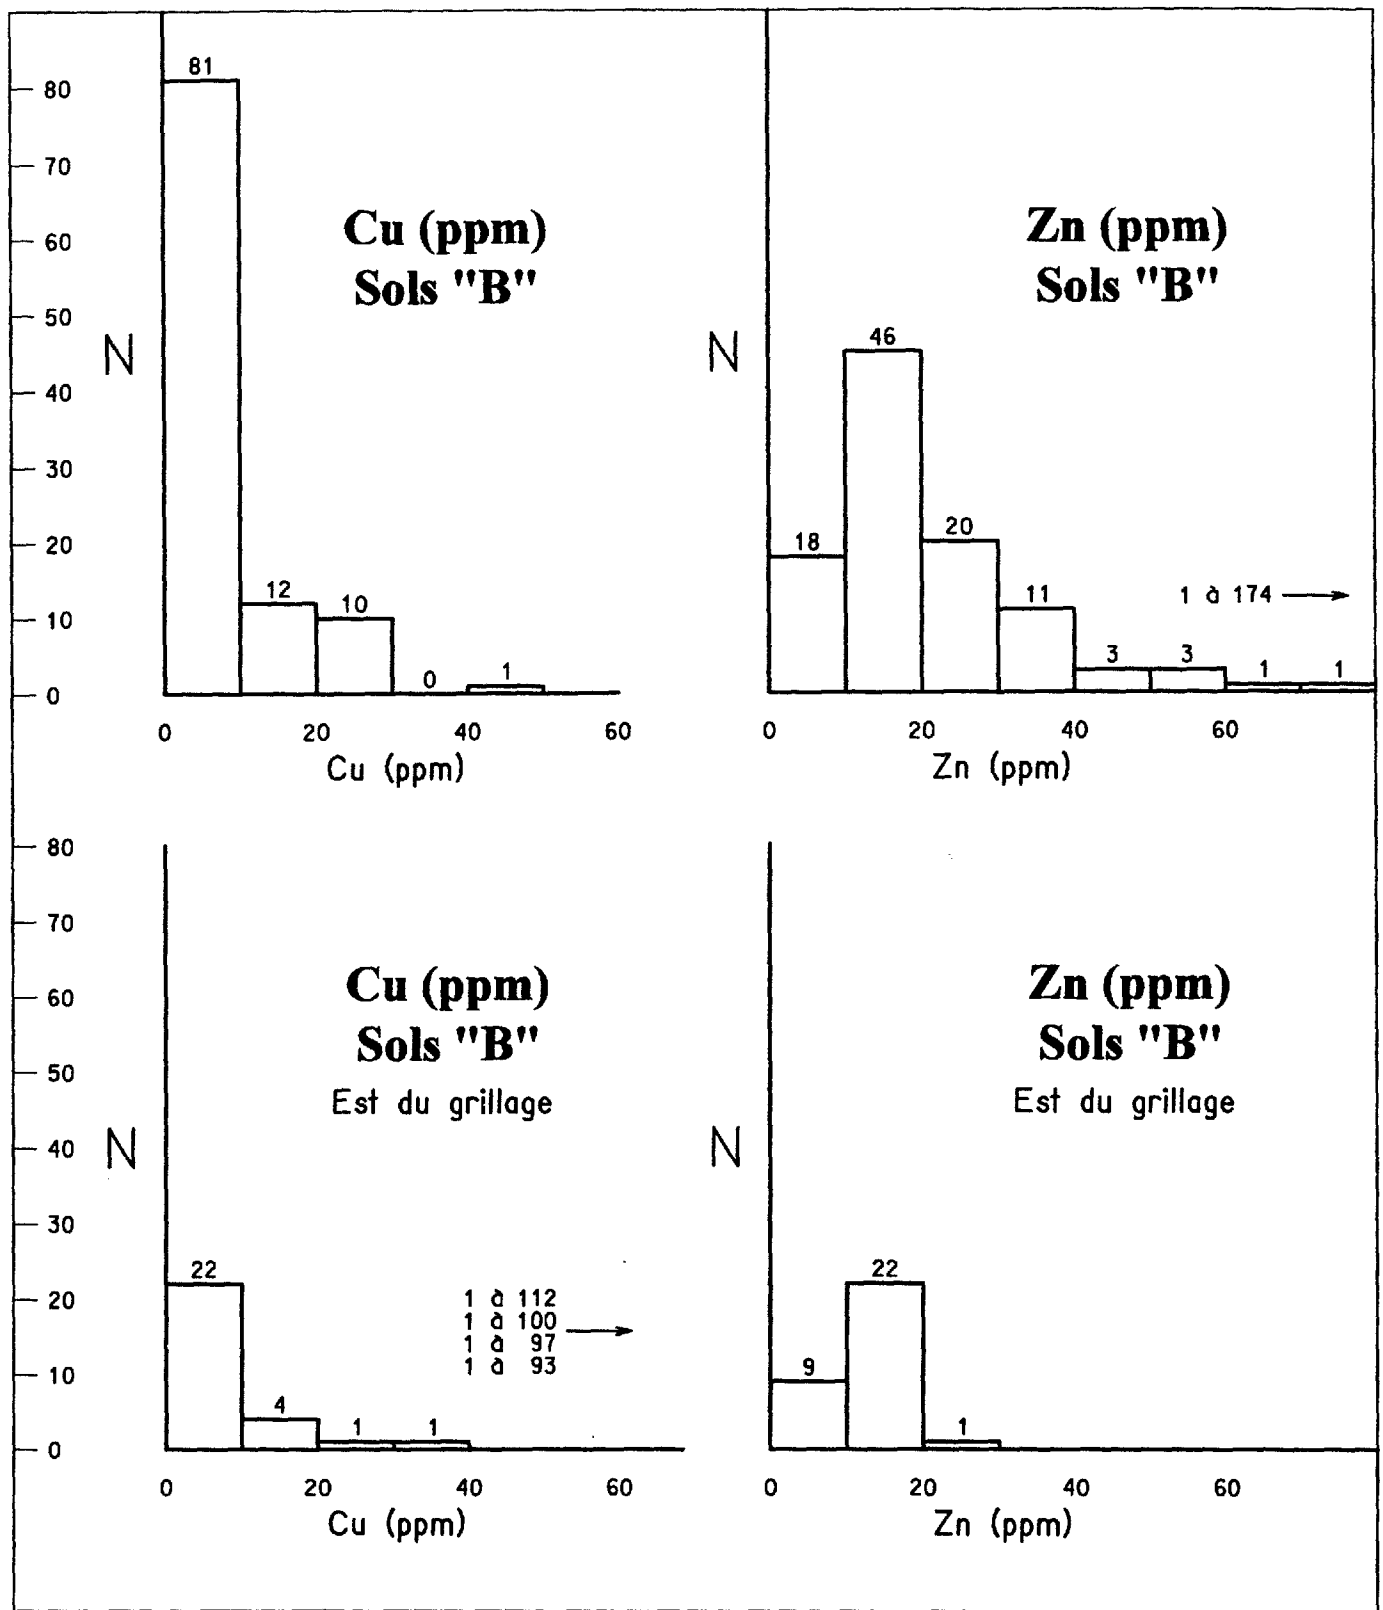 81
80
70
60
50
40
30
20
10
0
N
Cu (ppm)
Sols "B"
12
10
0
1
0 20 40 60
Cu (ppm)
N
Zn (ppm)
Sols "B"
18
46
20
11
3
3
1
1
1 à 174
0 20 40 60
Zn (ppm)
80
70
60
50
40
30
20
10
0
N
Cu (ppm)
Sols "B"
Est du grillage
22
4
1
1
1 à 112
1 à 100
1 à 97
1 à 93
0 20 40 60
Cu (ppm)
N
Zn (ppm)
Sols "B"
Est du grillage
9
22
1
0 20 40 60
Zn (ppm)